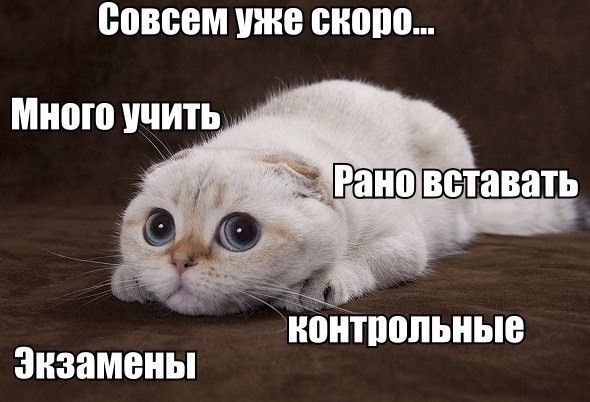 Совсем уже скоро...
Много учить
Рано вставать
контрольные
Экзамены